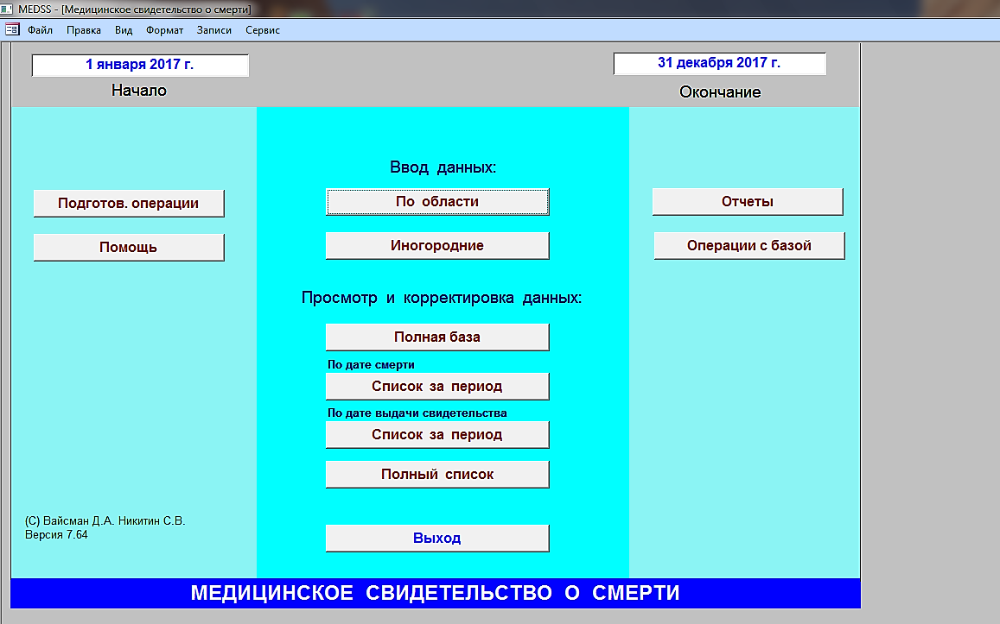 MEDSS - [Медицинское свидетельство о смерти]
Файл Правка Вид Формат Записи Сервис
1 января 2017 г.
31 декабря 2017 г.
Начало
Окончание
Ввод данных:
Подготов. операции
По области
Отчеты
Помощь
Иногородние
Операции с базой
Просмотр и корректировка данных:
Полная база
По дате смерти
Список за период
По дате выдачи свидетельства
Список за период
Полный список
(С) Вайсман Д.А. Никитин С.В.
Версия 7.64
Выход
МЕДИЦИНСКОЕ СВИДЕТЕЛЬСТВО О СМЕРТИ